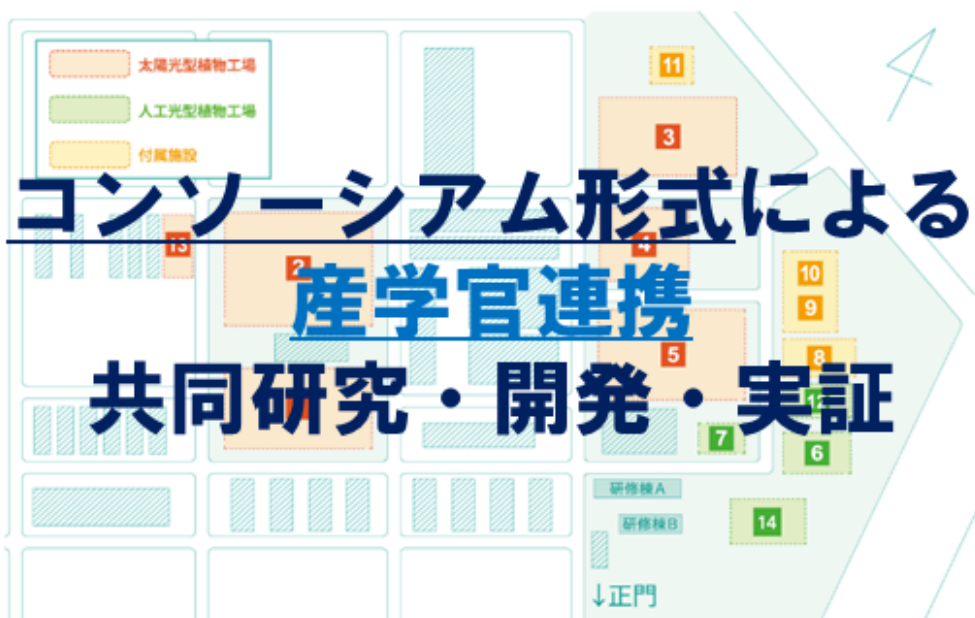 太陽光型植物工場
人工光型植物工場
付属施設
11
3
コンソーシアム形式による
13
2
4
10
9
産学官連携
5
8
共同研究・開発・実証
12
7
6
研修棟A
研修棟B
14
↓正門